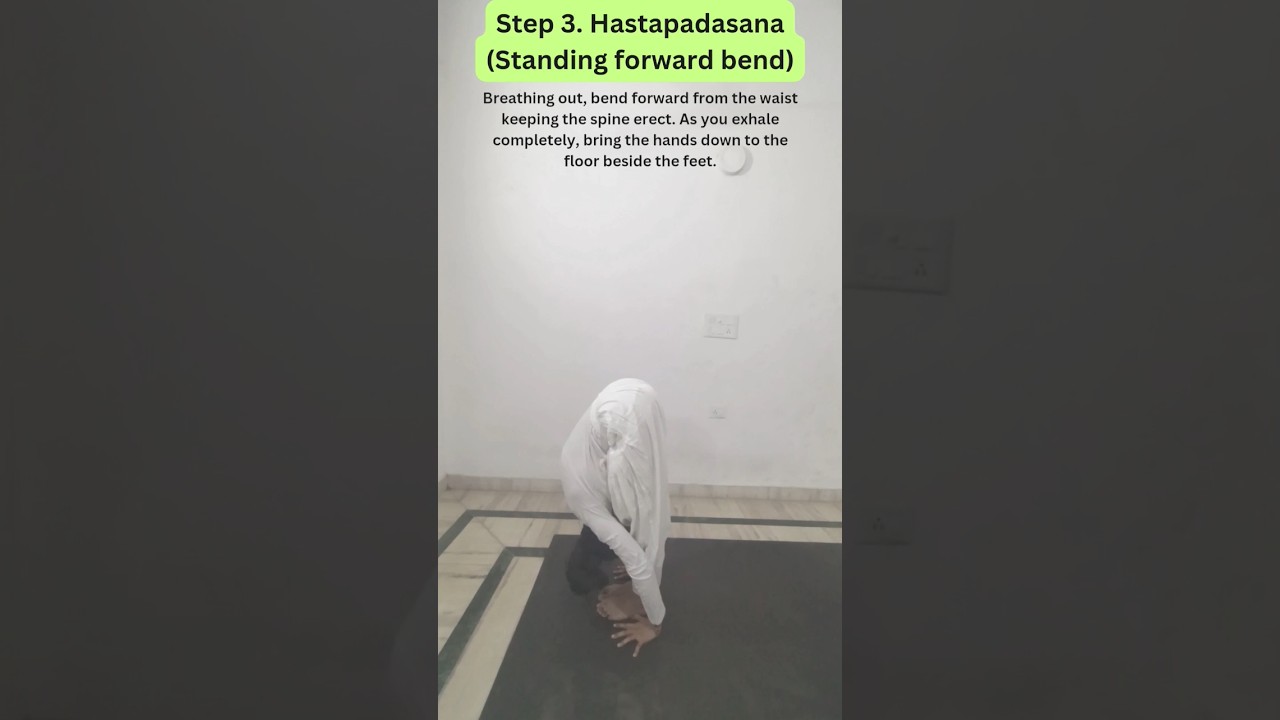 Step 3. Hastapadasana
(Standing forward bend)
Breathing out, bend forward from the waist
keeping the spine erect. As you exhale
completely, bring the hands down to the
floor beside the feet.